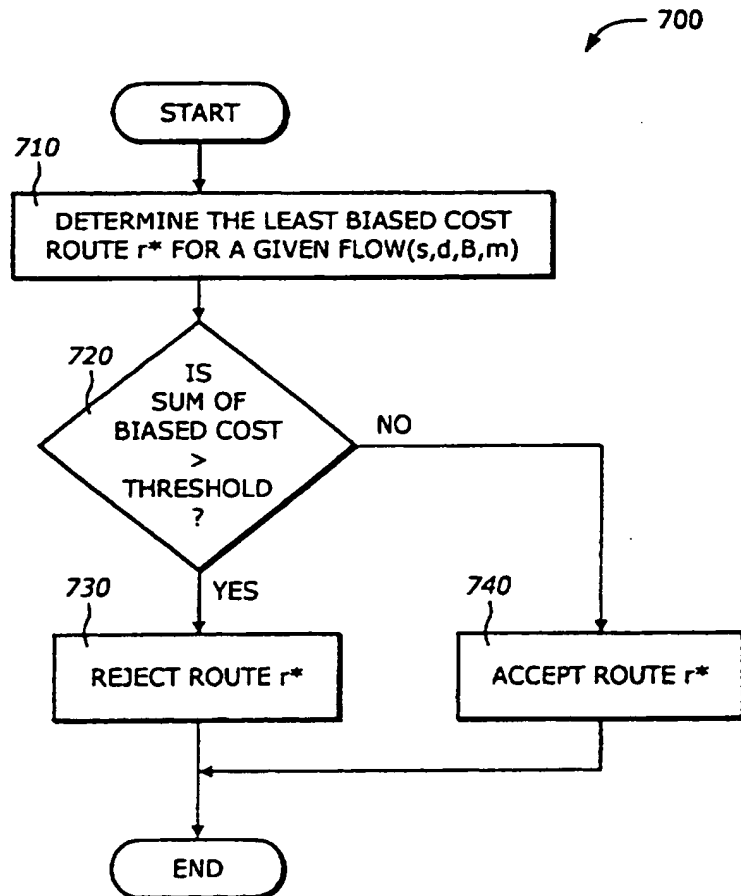 700
START
710
DETERMINE THE LEAST BIASED COST
ROUTE r* FOR A GIVEN FLOW(s,d,B,m)
720
IS
SUM OF
BIASED COST
>
THRESHOLD
?
NO
YES
730
REJECT ROUTE r*
740
ACCEPT ROUTE r*
END